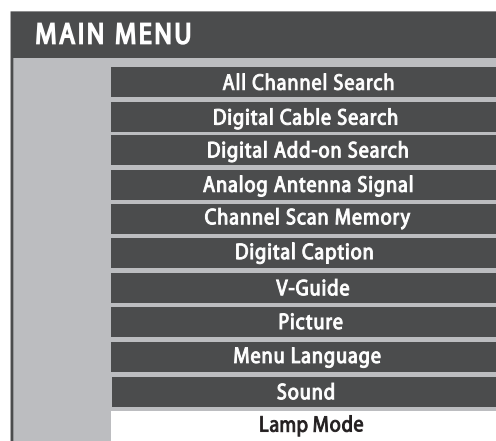 MAIN MENU
All Channel Search
Digital Cable Search
Digital Add-on Search
Analog Antenna Signal
Channel Scan Memory
Digital Caption
V-Guide
Picture
Menu Language
Sound
Lamp Mode